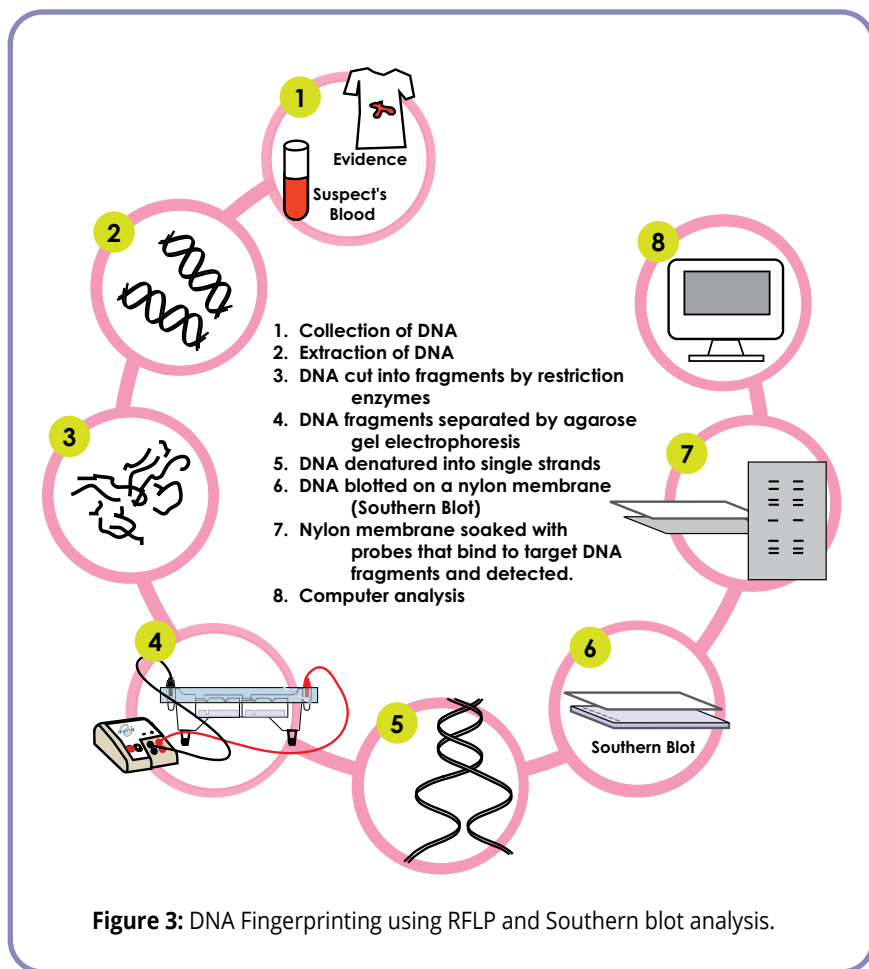 1
Evidence
Suspect's
Blood
2
8
1. Collection of DNA
2. Extraction of DNA
3. DNA cut into fragments by restriction
enzymes
4. DNA fragments separated by agarose
gel electrophoresis
5. DNA denatured into single strands
6. DNA blotted on a nylon membrane
(Southern Blot)
7. Nylon membrane soaked with
probes that bind to target DNA
fragments and detected.
8. Computer analysis
3
7
4
6
Southern Blot
5
Figure 3: DNA Fingerprinting using RFLP and Southern blot analysis.